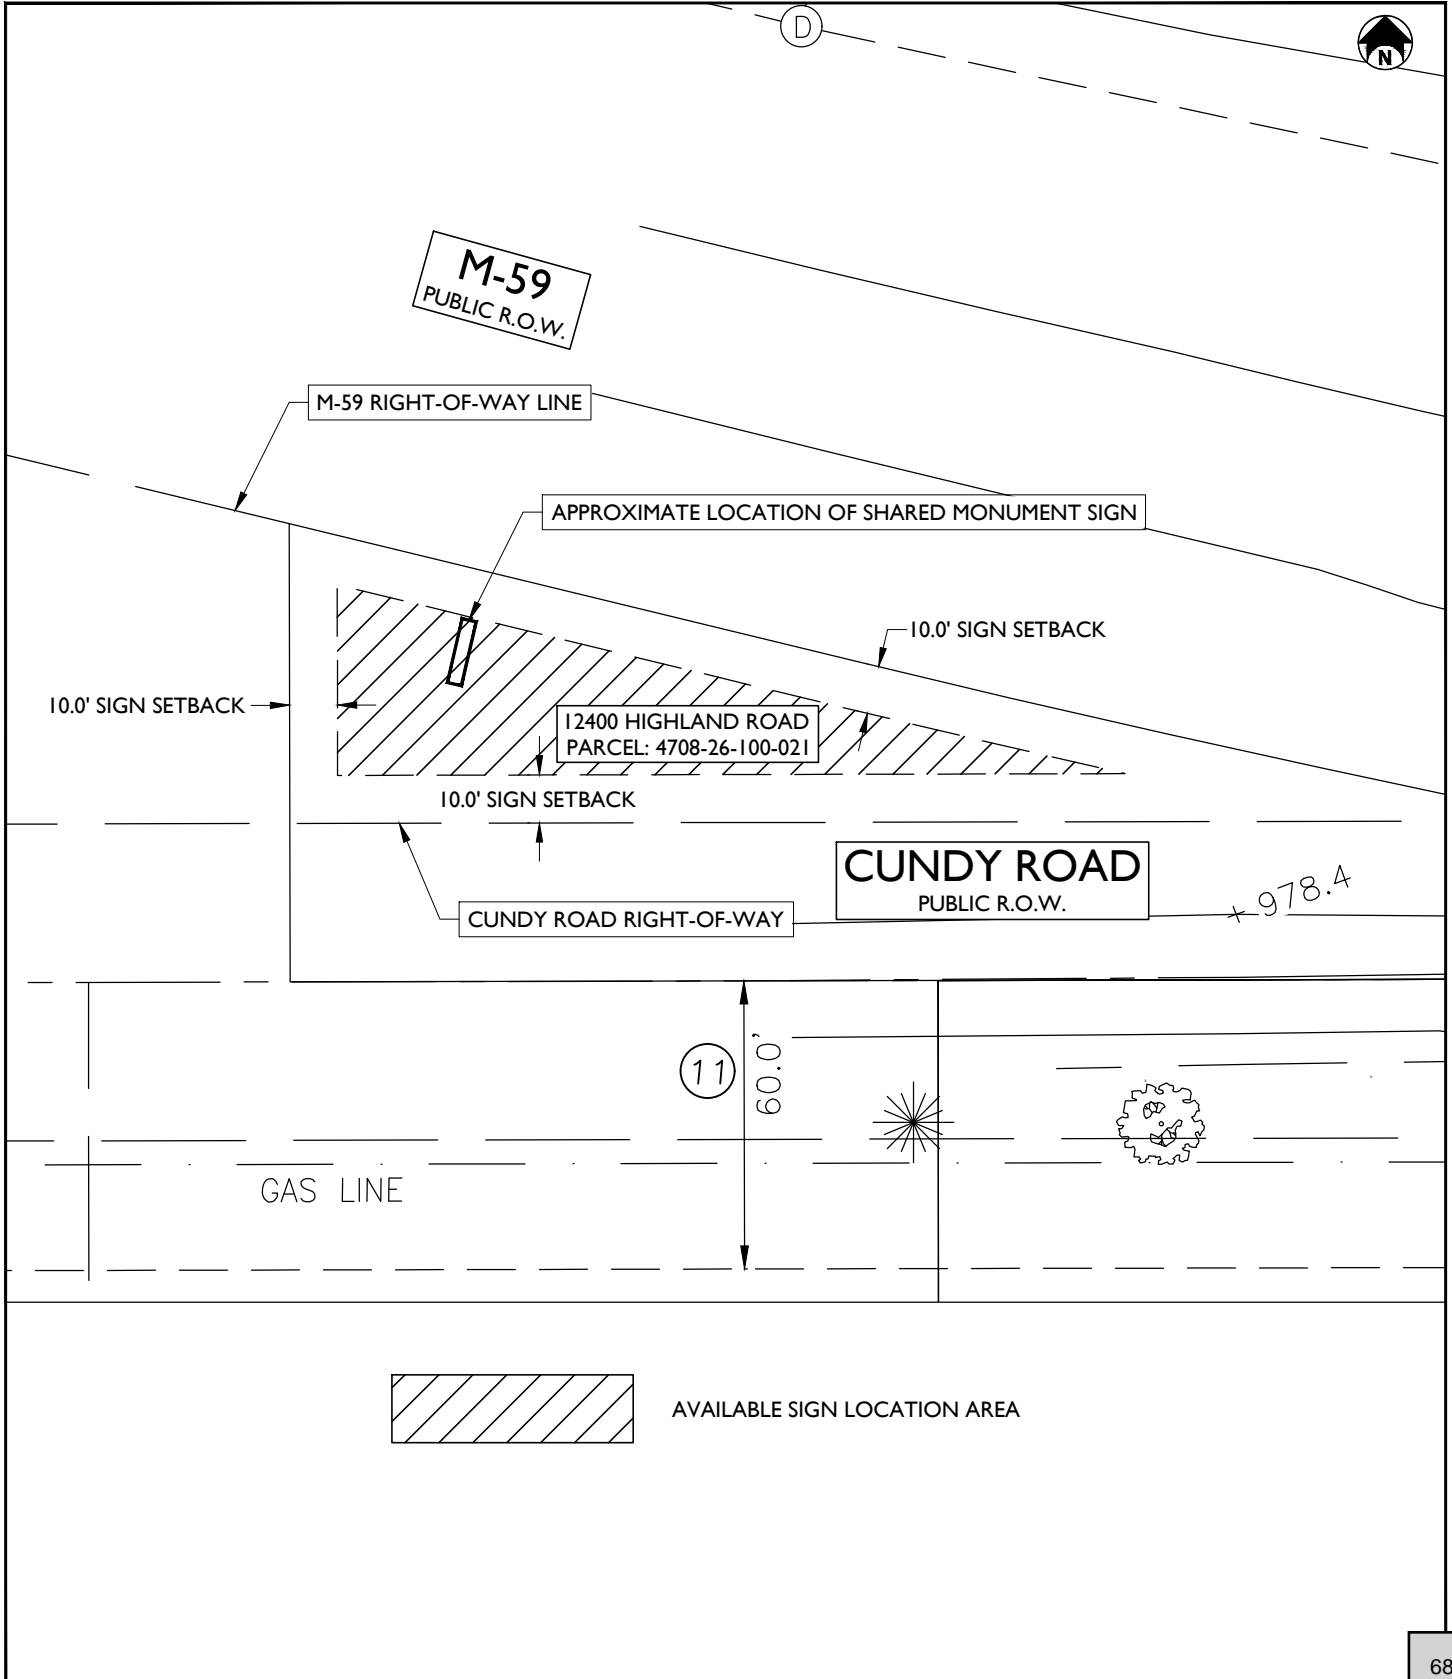 D
N
M-59
PUBLIC R.O.W.
M-59 RIGHT-OF-WAY LINE
APPROXIMATE LOCATION OF SHARED MONUMENT SIGN
10.0' SIGN SETBACK
10.0' SIGN SETBACK
12400 HIGHLAND ROAD
PARCEL: 4708-26-100-021
10.0' SIGN SETBACK
CUNDY ROAD
PUBLIC R.O.W.
978.4
CUNDY ROAD RIGHT-OF-WAY
11
60.0'
GAS LINE
AVAILABLE SIGN LOCATION AREA
68